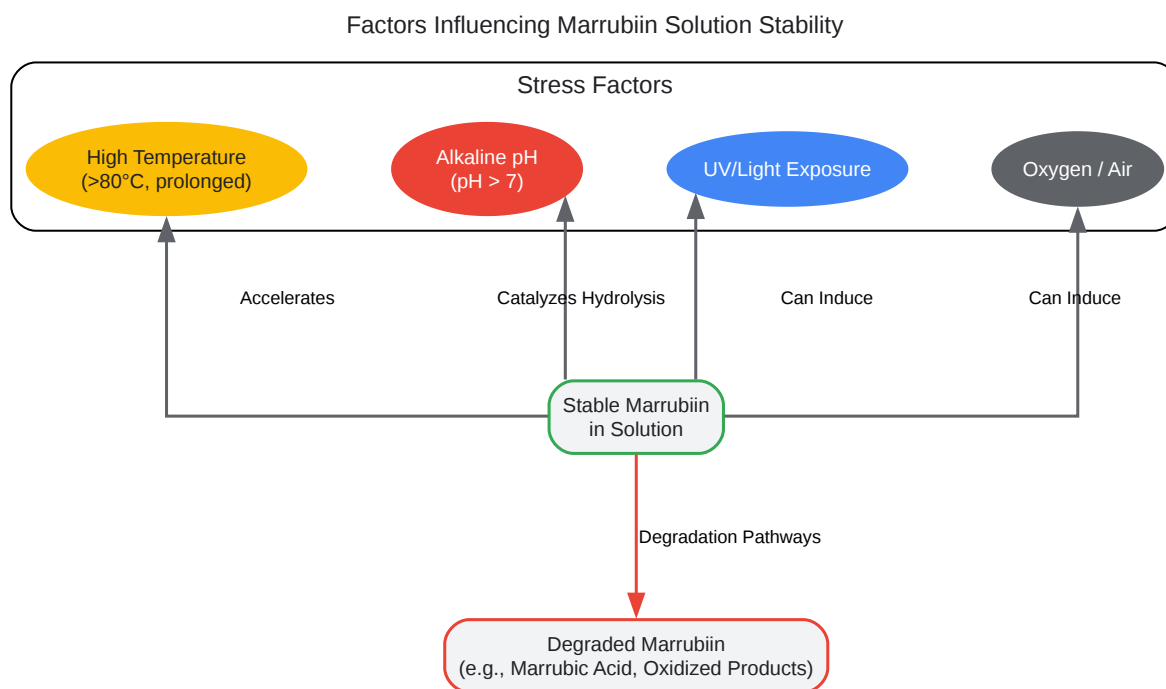 Factors Influencing Marrubiin Solution Stability
Stress Factors
High Temperature
(>80°C, prolonged)
Alkaline pH
(pH > 7)
UV/Light Exposure
Oxygen / Air
Accelerates
Catalyzes Hydrolysis
Can Induce
Can Induce
Stable Marrubiin
in Solution
Degradation Pathways
Degraded Marrubiin
(e.g., Marrubic Acid, Oxidized Products)